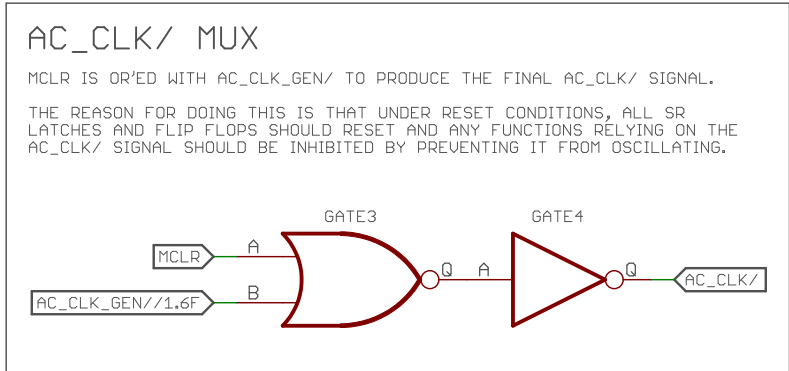 AC_CLK/ MUX
MCLR IS OR'ED WITH AC_CLK_GEN/ TO PRODUCE THE FINAL AC_CLK/ SIGNAL.
THE REASON FOR DOING THIS IS THAT UNDER RESET CONDITIONS, ALL SR
LATCHES AND FLIP FLOPS SHOULD RESET AND ANY FUNCTIONS RELYING ON THE
AC_CLK/ SIGNAL SHOULD BE INHIBITED BY PREVENTING IT FROM OSCILLATING.
GATE3
GATE4
MCLR
A
Q
A
Q
AC_CLK/
AC_CLK_GEN//1.6F
B